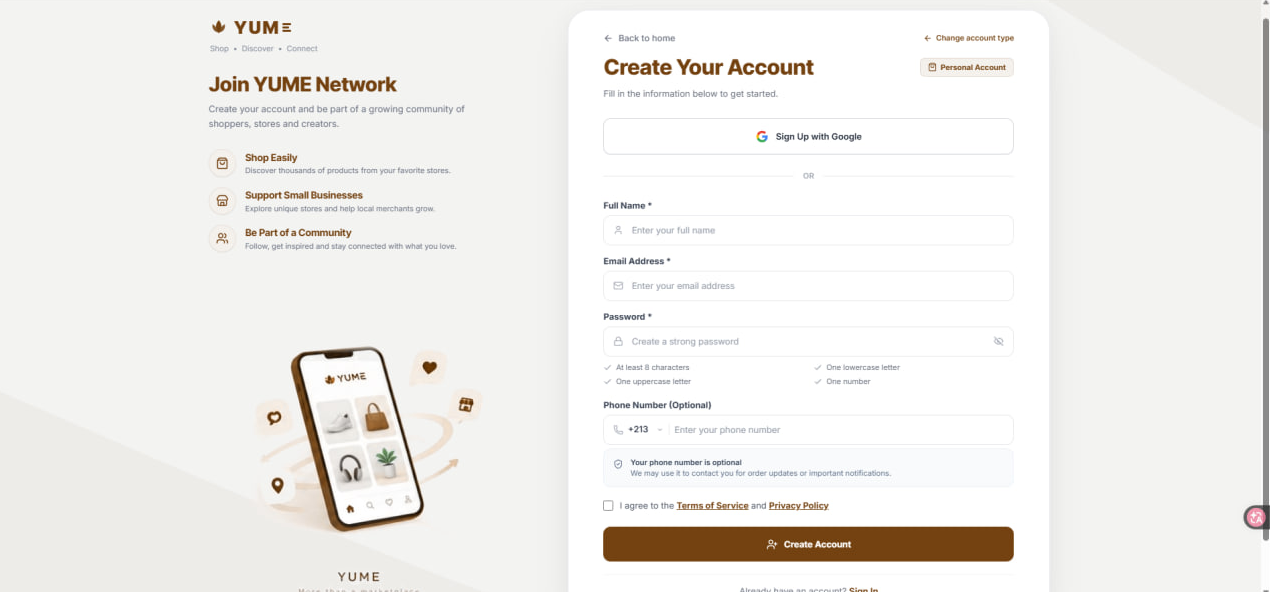 YUME
Shop • Discover • Connect
Join YUME Network
Create your account and be part of a growing community of
shoppers, stores and creators.
Shop Easily
Discover thousands of products from your favorite stores.
Support Small Businesses
Explore unique stores and help local merchants grow.
Be Part of a Community
Follow, get inspired and stay connected with what you love.
YUME
YUME
More than a marketplace
Back to home
Change account type
Create Your Account
Personal Account
Fill in the information below to get started.
Sign Up with Google
OR
Full Name *
Enter your full name
Email Address *
Enter your email address
Password *
Create a strong password
At least 8 characters
One lowercase letter
One uppercase letter
One number
Phone Number (Optional)
+213
Enter your phone number
Your phone number is optional
We may use it to contact you for order updates or important notifications.
I agree to the Terms of Service and Privacy Policy
Create Account
Already have an account? Sign In